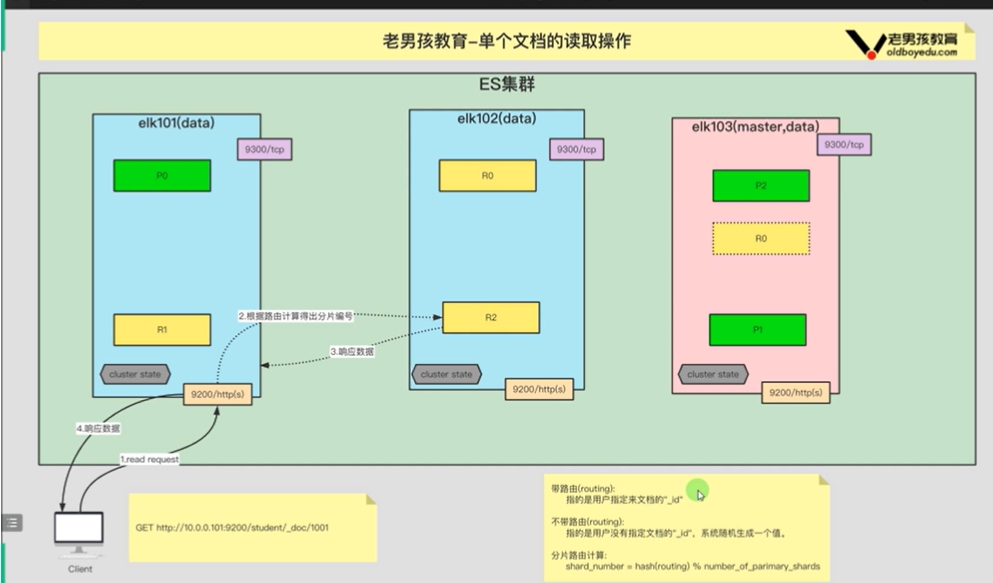 老男孩教育-单个文档的读取操作
老男孩教育
oldboyedu.com
ES集群
elk101(data)
9300/tcp
P0
R1
cluster state
9200/http(s)
elk102(data)
9300/tcp
R0
R2
cluster state
9200/http(s)
elk103(master,data)
9300/tcp
P2
R0
P1
cluster state
9200/http(s)
2.根据路由计算得出分片编号
3.响应数据
4.响应数据
1.read request
Client
GET http://10.0.0.101:9200/student/_doc/1001
带路由(routing):
指的是用户指定来文档的"_id"
不带路由(routing):
指的是用户没有指定文档的"_id"，系统随机生成一个值。
分片路由计算:
shard_number = hash(routing) % number_of_parimary_shards